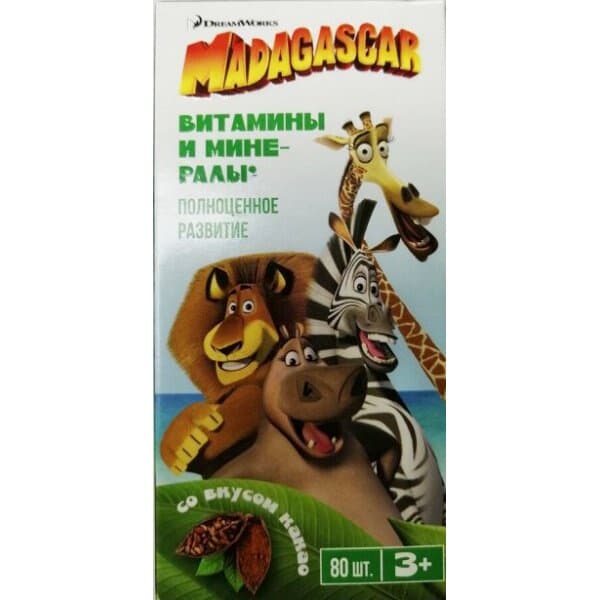 DREAMWORKS
MADAGASCAR
ВИТАМИНЫ
И МИНЕ-
РАЛЫ*
ПОЛНОЦЕННОЕ
РАЗВИТИЕ
СО ВКУСОМ КАКАО
80 ШТ. 3+